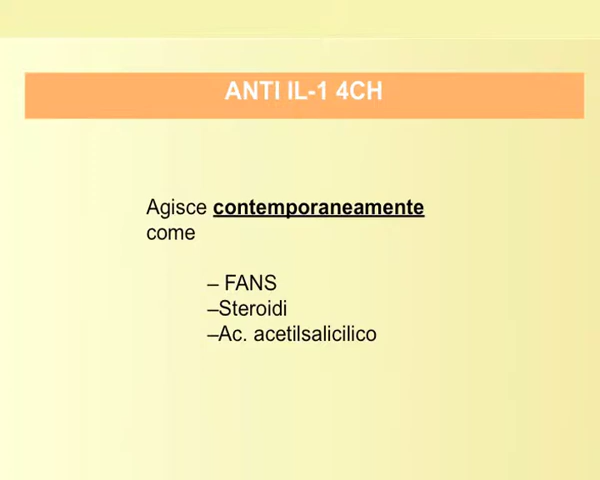 ANTI IL-1 4CH
Agisce contemporaneamente
come
– FANS
–Steroidi
–Ac. acetilsalicilico